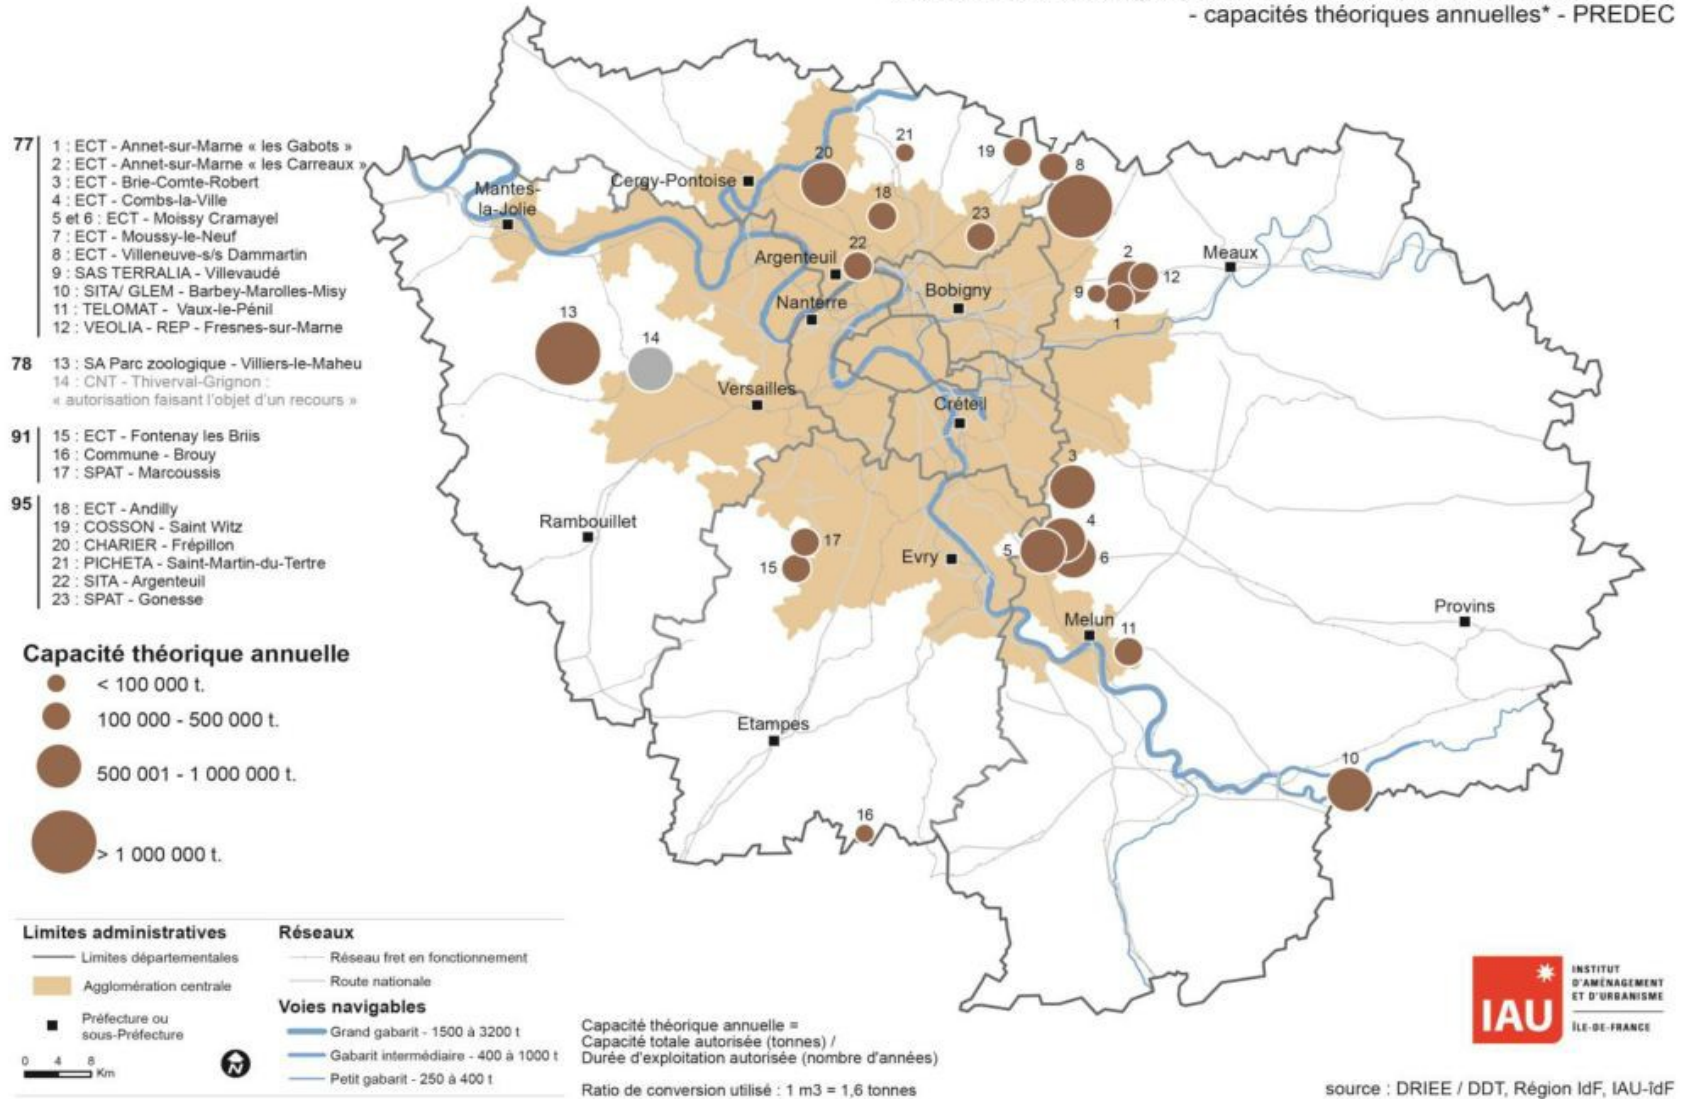 - capacités théoriques annuelles* - PREDEC
77
1 : ECT - Annet-sur-Marne « les Gabots »
2 : ECT - Annet-sur-Marne « les Carreaux »
3 : ECT - Brie-Comte-Robert
4 : ECT - Combs-la-Ville
5 et 6 : ECT - Moissy Cramayel
7 : ECT - Moussy-le-Neuf
8 : ECT - Villeneuve-s/s Dammartin
9 : SAS TERRALIA - Villevaudé
10 : SITA/ GLEM - Barbey-Marolles-Misy
11 : TELOMAT - Vaux-le-Pénil
12 : VEOLIA - REP - Fresnes-sur-Marne
78
13 : SA Parc zoologique - Villiers-le-Maheu
14 : CNT - Thiverval-Grignon :
« autorisation faisant l'objet d'un recours »
91
15 : ECT - Fontenay les Briis
16 : Commune - Brouy
17 : SPAT - Marcoussis
95
18 : ECT - Andilly
19 : COSSON - Saint Witz
20 : CHARIER - Frépillon
21 : PICHETA - Saint-Martin-du-Tertre
22 : SITA - Argenteuil
23 : SPAT - Gonesse
Capacité théorique annuelle
< 100 000 t.
100 000 - 500 000 t.
500 001 - 1 000 000 t.
> 1 000 000 t.
21
19
7
20
8
Cergy-Pontoise
Mantes-
la-Jolie
18
23
22
2
Meaux
Argenteuil
12
9
Bobigny
Nanterre
1
13
14
Versailles
Créteil
3
Rambouillet
4
17
5
6
Evry
15
Provins
Melun
11
Etampes
10
16
Limites administratives
Limites départementales
Agglomération centrale
Préfecture ou
sous-Préfecture
0 4 8
Km
N
Réseaux
Réseau fret en fonctionnement
Route nationale
Voies navigables
Grand gabarit - 1500 à 3200 t
Gabarit intermédiaire - 400 à 1000 t
Petit gabarit - 250 à 400 t
Capacité théorique annuelle =
Capacité totale autorisée (tonnes) /
Durée d'exploitation autorisée (nombre d'années)
Ratio de conversion utilisé : 1 m3 = 1,6 tonnes
IAU
INSTITUT
D'AMÉNAGEMENT
ET D'URBANISME
ÎLE-DE-FRANCE
source : DRIEE / DDT, Région IdF, IAU-îdF